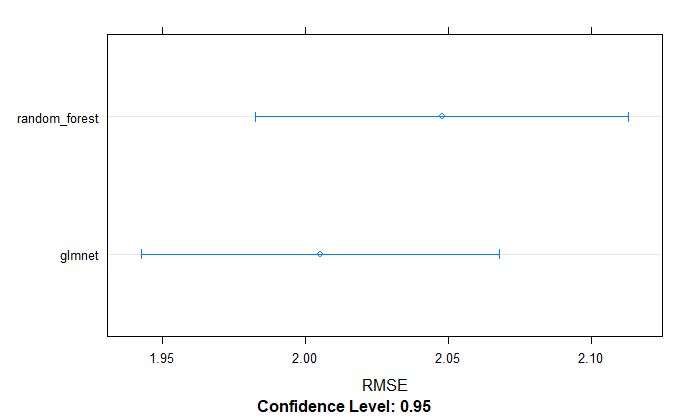 random_forest
glmnet
1.95 2.00 2.05 2.10
RMSE
Confidence Level: 0.95